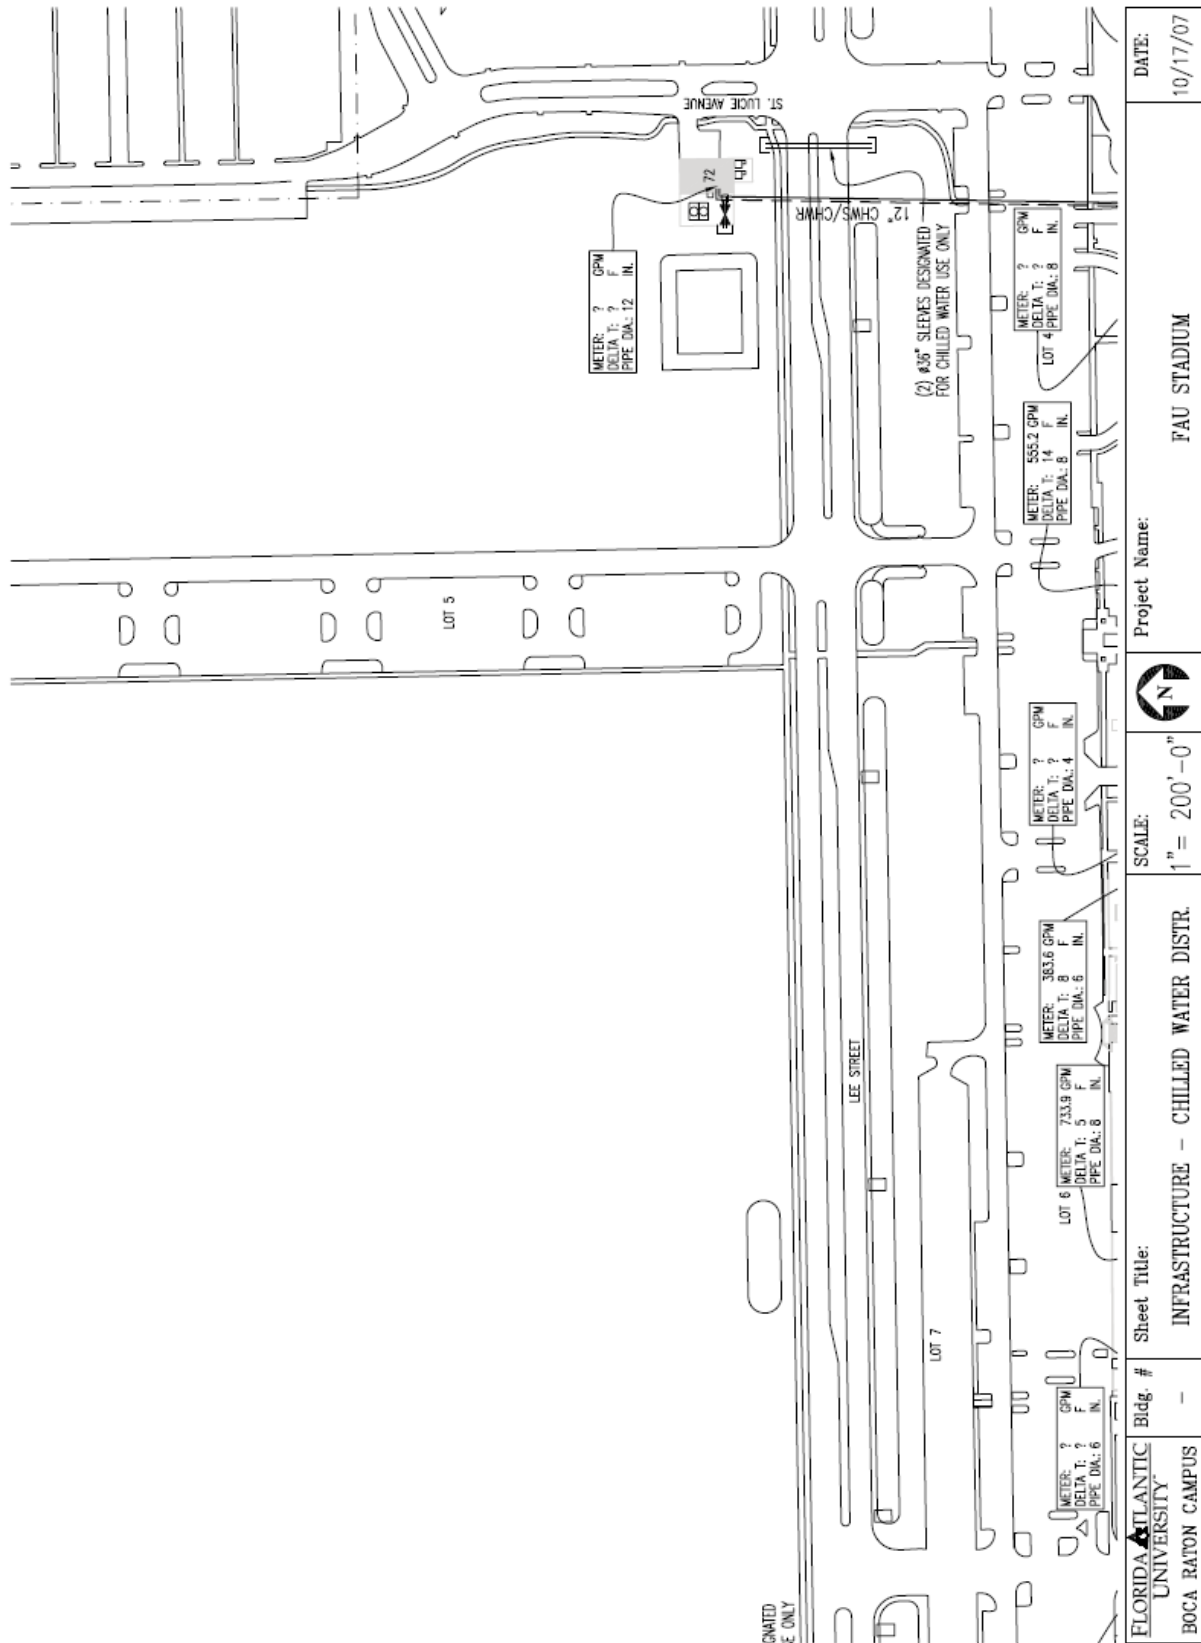 ST. LUCIE AVENUE
72
METER: ? GPM
DELTA T: ? F
PIPE DIA.: 12 IN.
12" CHWS/CHWR
(2) ø36" SLEEVES DESIGNATED
FOR CHILLED WATER USE ONLY
METER: ? GPM
DELTA T: ? F
PIPE DIA.: 8 IN.
LOT 4
METER: 555.2 GPM
DELTA T: 14 F
PIPE DIA.: 8 IN.
LOT 5
METER: ? GPM
DELTA T: ? F
PIPE DIA.: 4 IN.
METER: 383.6 GPM
DELTA T: 8 F
PIPE DIA.: 6 IN.
LEE STREET
LOT 6
METER: 733.9 GPM
DELTA T: 5 F
PIPE DIA.: 8 IN.
LOT 7
METER: ? GPM
DELTA T: ? F
PIPE DIA.: 6 IN.
GNATED
E ONLY
FLORIDA ATLANTIC
UNIVERSITY
BOCA RATON CAMPUS
Bldg. #
-
Sheet Title:
INFRASTRUCTURE - CHILLED WATER DISTR.
SCALE:
1" = 200'-0"
N
Project Name:
FAU STADIUM
DATE:
10/17/07